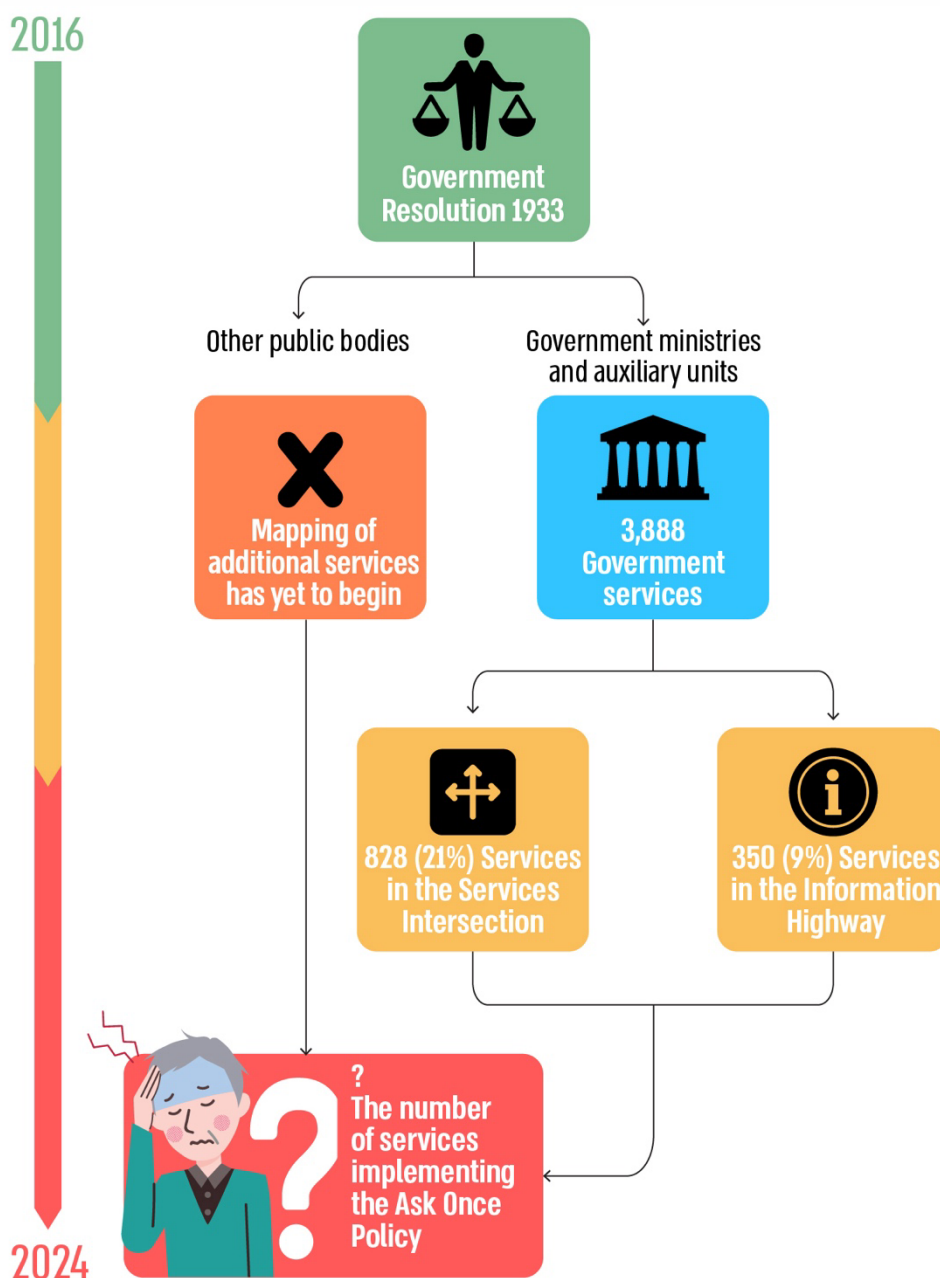 2016
Government
Resolution 1933
Other public bodies
Government ministries
and auxiliary units
Mapping of
additional services
has yet to begin
3,888
Government
services
828 (21%) Services
in the Services
Intersection
350 (9%) Services
in the Information
Highway
?
?
The number
of services
implementing
the Ask Once
Policy
2024